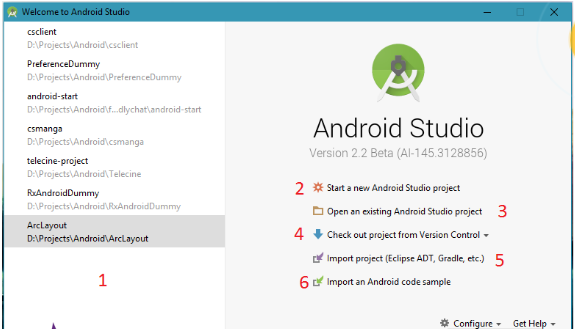 Welcome to Android Studio
csclient
D:\Projects\Android\csclient
PreferenceDummy
D:\Projects\Android\PreferenceDummy
android-start
D:\Projects\Android\f...dlychat\android-start
csmanga
D:\Projects\Android\csmanga
telecine-project
D:\Projects\Android\Telecine
RxAndroidDummy
D:\Projects\Android\RxAndroidDummy
ArcLayout
D:\Projects\Android\ArcLayout
1
Android Studio
Version 2.2 Beta (AI-145.3128856)
2 Start a new Android Studio project
Open an existing Android Studio project 3
4 Check out project from Version Control
Import project (Eclipse ADT, Gradle, etc.) 5
6 Import an Android code sample
Configure Get Help